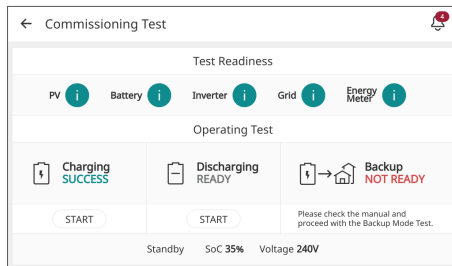 Commissioning Test
4
Test Readiness
PV i Battery i Inverter i Grid i Energy Meter i
Operating Test
Charging
SUCCESS
Discharging
READY
Backup
NOT READY
START
START
Please check the manual and
proceed with the Backup Mode Test.
Standby SoC 35% Voltage 240V